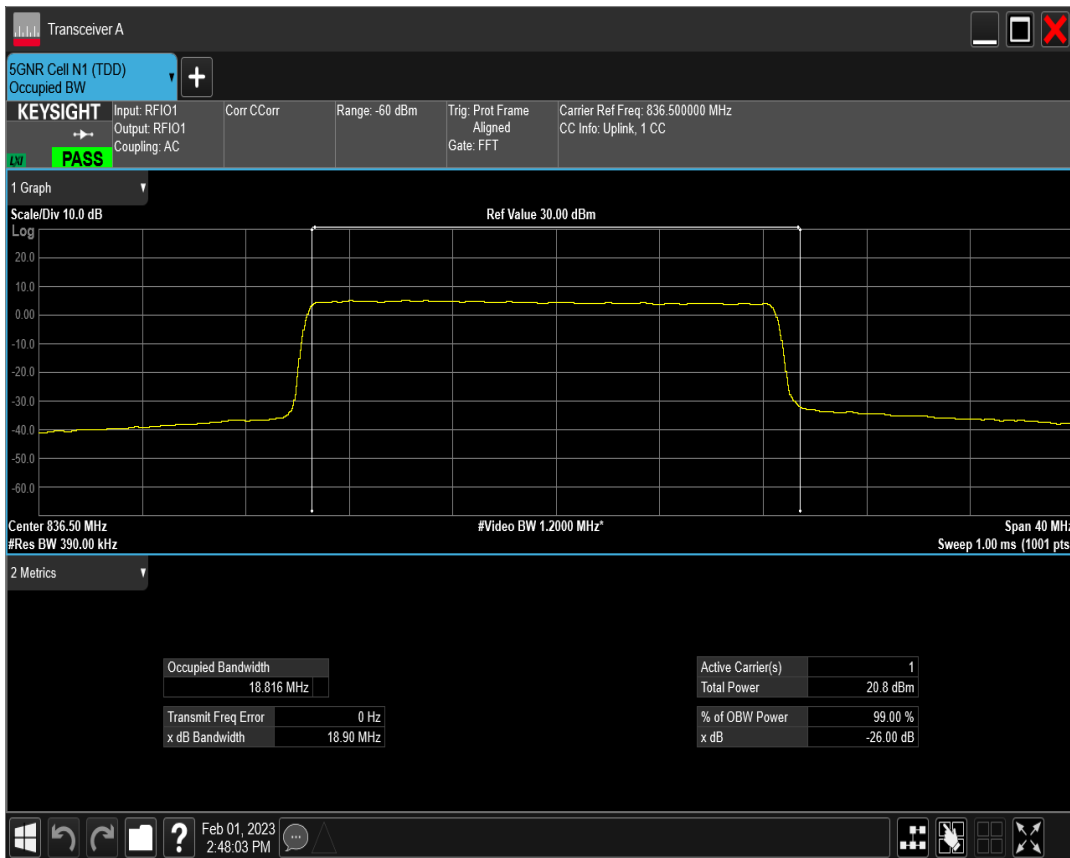 Transceiver A
5GNR Cell N1 (TDD)
Occupied BW
KEYSIGHT
LXI
PASS
Input: RFIO1
Output: RFIO1
Coupling: AC
Corr CCorr
Range: -60 dBm
Trig: Prot Frame
Aligned
Gate: FFT
Carrier Ref Freq: 836.500000 MHz
CC Info: Uplink, 1 CC
1 Graph
Scale/Div 10.0 dB
Ref Value 30.00 dBm
Log
20.0
10.0
0.00
-10.0
-20.0
-30.0
-40.0
-50.0
-60.0
Center 836.50 MHz
#Video BW 1.2000 MHz*
Span 40 MHz
#Res BW 390.00 kHz
Sweep 1.00 ms (1001 pts
2 Metrics
Occupied Bandwidth
18.816 MHz
Transmit Freq Error 0 Hz
x dB Bandwidth 18.90 MHz
Active Carrier(s) 1
Total Power 20.8 dBm
% of OBW Power 99.00 %
x dB -26.00 dB
?
Feb 01, 2023
2:48:03 PM